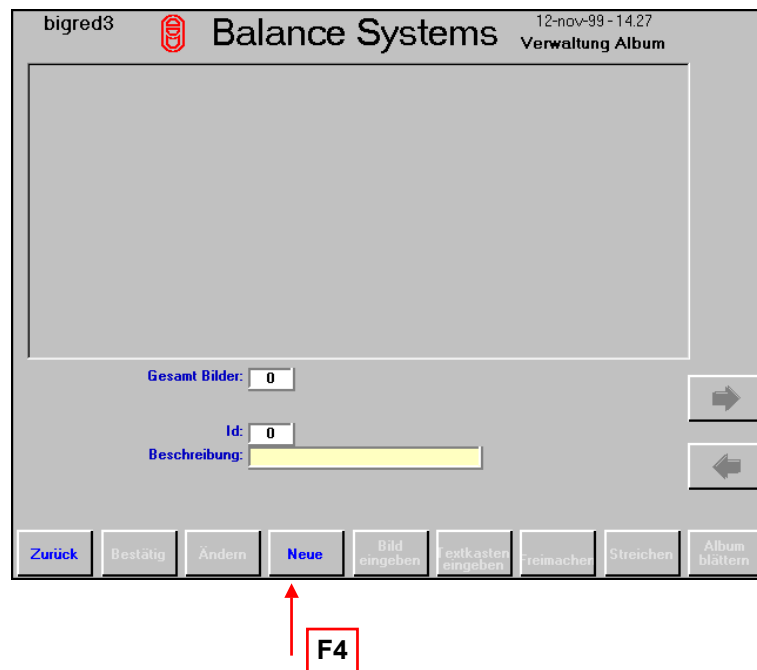 bigred3
Balance Systems
12-nov-99 - 14.27
Verwaltung Album
Gesamt Bilder: 0
Id: 0
Beschreibung:
Zurück
Bestätig
Ändern
Neue
Bild
eingeben
Textkasten
eingeben
Freimacher
Streichen
Album
blättern
F4